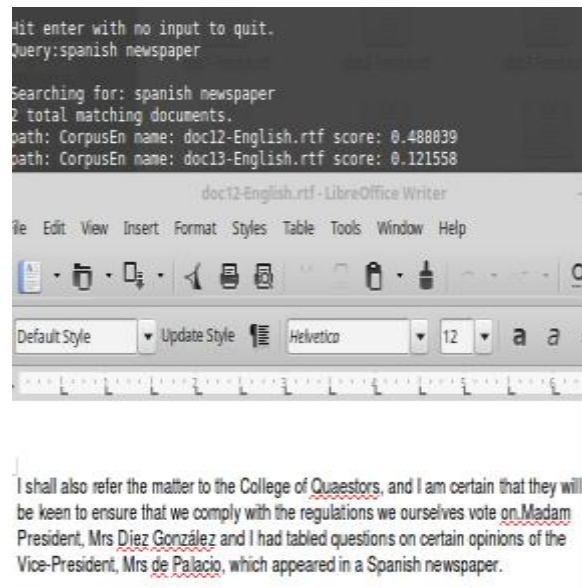 Hit enter with no input to quit.
Query:spanish newspaper
Searching for: spanish newspaper
2 total matching documents.
path: CorpusEn name: doc12-English.rtf score: 0.488039
path: CorpusEn name: doc13-English.rtf score: 0.121558
doc12-English.rtf - LibreOffice Writer
File Edit View Insert Format Styles Table Tools Window Help
Default Style Update Style Helvetica 12 a a
I shall also refer the matter to the College of Quaestors, and I am certain that they will
be keen to ensure that we comply with the regulations we ourselves vote on.Madam
President, Mrs Díez González and I had tabled questions on certain opinions of the
Vice-President, Mrs de Palacio, which appeared in a Spanish newspaper.